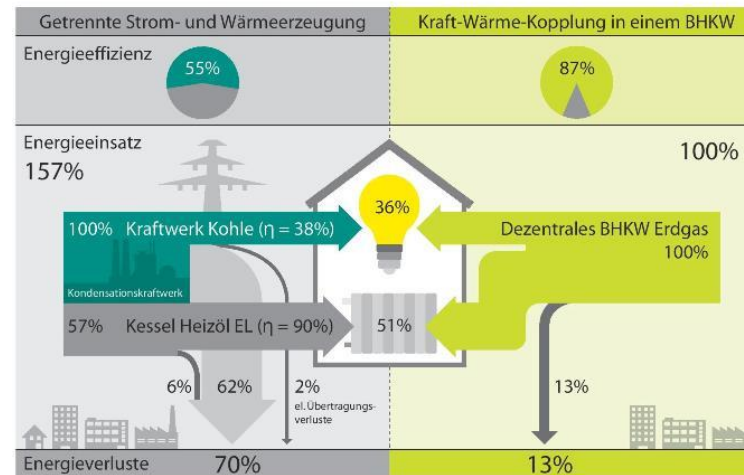 Getrennte Strom- und Wärmeerzeugung
Kraft-Wärme-Kopplung in einem BHKW
Energieeffizienz
55%
87%
Energieeinsatz
157%
100%
36%
100% Kraftwerk Kohle (η = 38%)
Dezentrales BHKW Erdgas
100%
Kondensationskraftwerk
57% Kessel Heizöl EL (η = 90%)
51%
6%
62%
2%
el. Übertragungs-
verluste
13%
Energieverluste
70%
13%